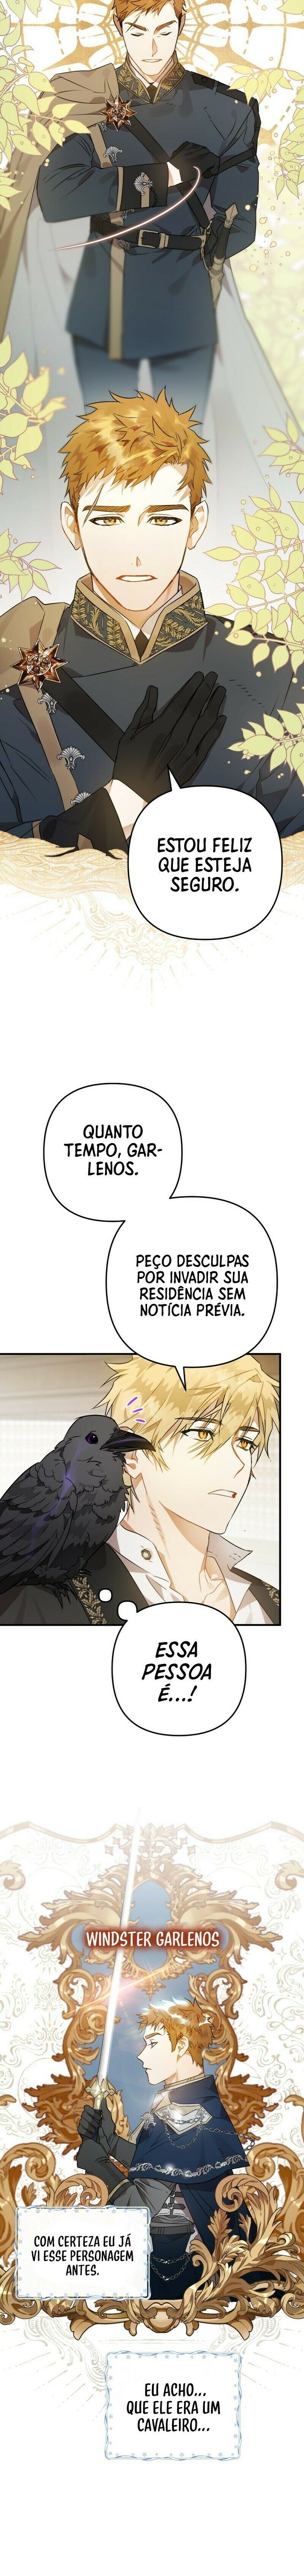 ESTOU FELIZ
QUE ESTEJA
SEGURO.
QUANTO
TEMPO, GAR-
LENOS.
PEÇO DESCULPAS
POR INVADIR SUA
RESIDÊNCIA SEM
NOTÍCIA PRÉVIA.
ESSA
PESSOA
É...!
WINDSTER GARLENOS
COM CERTEZA EU JÁ
VI ESSE PERSONAGEM
ANTES.
EU ACHO...
QUE ELE ERA UM
CAVALEIRO...